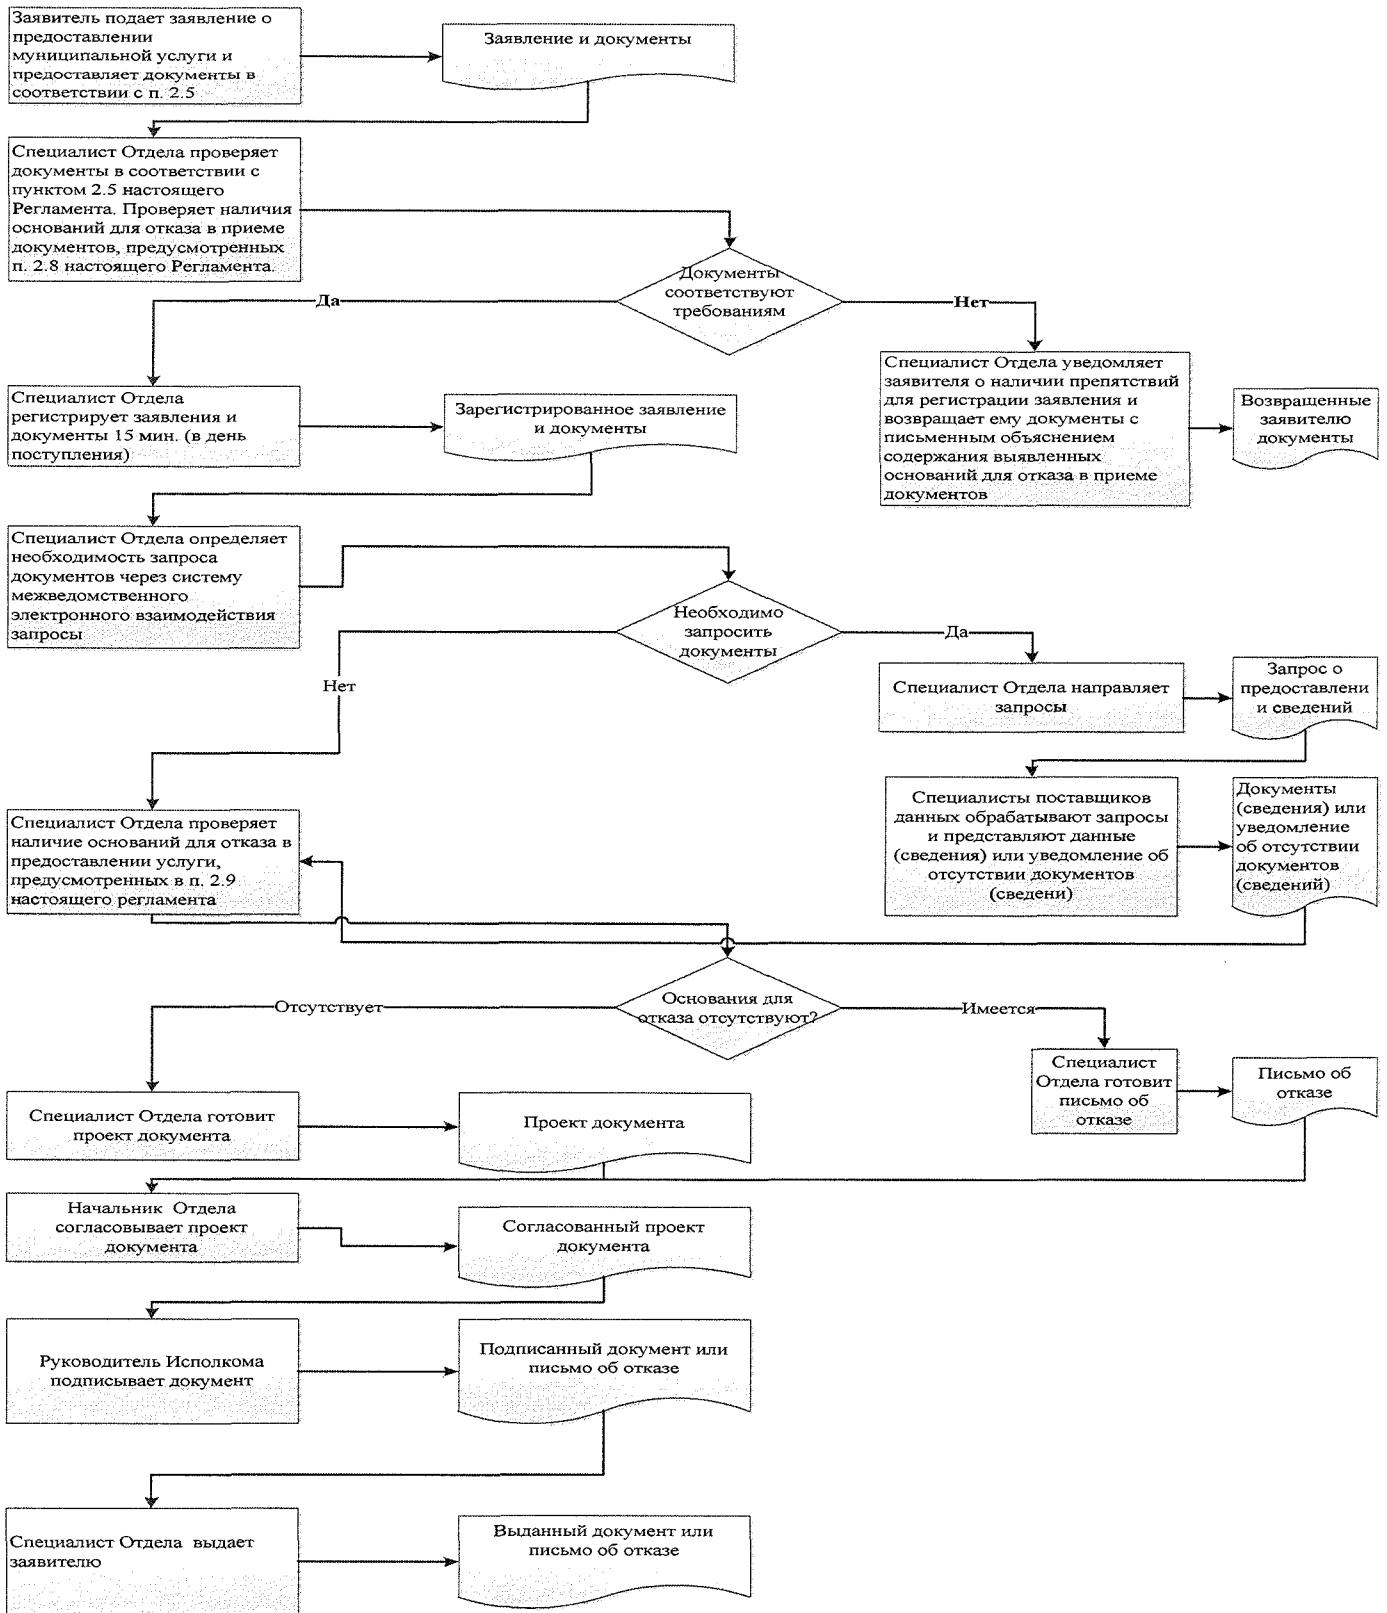 Заявитель подает заявление о
предоставлении
муниципальной услуги и
предоставляет документы в
соответствии с п. 2.5
Заявление и документы
Специалист Отдела проверяет
документы в соответствии с
пунктом 2.5 настоящего
Регламента. Проверяет наличия
оснований для отказа в приеме
документов, предусмотренных
п. 2.8 настоящего Регламента.
Документы
соответствуют
требованиям
Да
Нет
Специалист Отдела
регистрирует заявления и
документы 15 мин. (в день
поступления)
Зарегистрированное заявление
и документы
Специалист Отдела уведомляет
заявителя о наличии препятствий
для регистрации заявления и
возвращает ему документы с
письменным объяснением
содержания выявленных
оснований для отказа в приеме
документов
Возвращенные
заявителю
документы
Специалист Отдела определяет
необходимость запроса
документов через систему
межведомственного
электронного взаимодействия
запросы
Необходимо
запросить
документы
Да
Нет
Специалист Отдела направляет
запросы
Запрос о
предоставлени
и сведений
Специалист Отдела проверяет
наличие оснований для отказа в
предоставлении услуги,
предусмотренных в п. 2.9
настоящего регламента
Специалисты поставщиков
данных обрабатывают запросы
и представляют данные
(сведения) или уведомление об
отсутствии документов
(сведени)
Документы
(сведения) или
уведомление
об отсутствии
документов
(сведений)
Основания для
отказа отсутствуют?
Отсутствует
Имеется
Специалист
Отдела готовит
письмо об
отказе
Письмо об
отказе
Специалист Отдела готовит
проект документа
Проект документа
Начальник  Отдела
согласовывает проект
документа
Согласованный проект
документа
Руководитель Исполкома
подписывает документ
Подписанный документ или
письмо об отказе
Специалист Отдела  выдает
заявителю
Выданный документ или
письмо об отказе